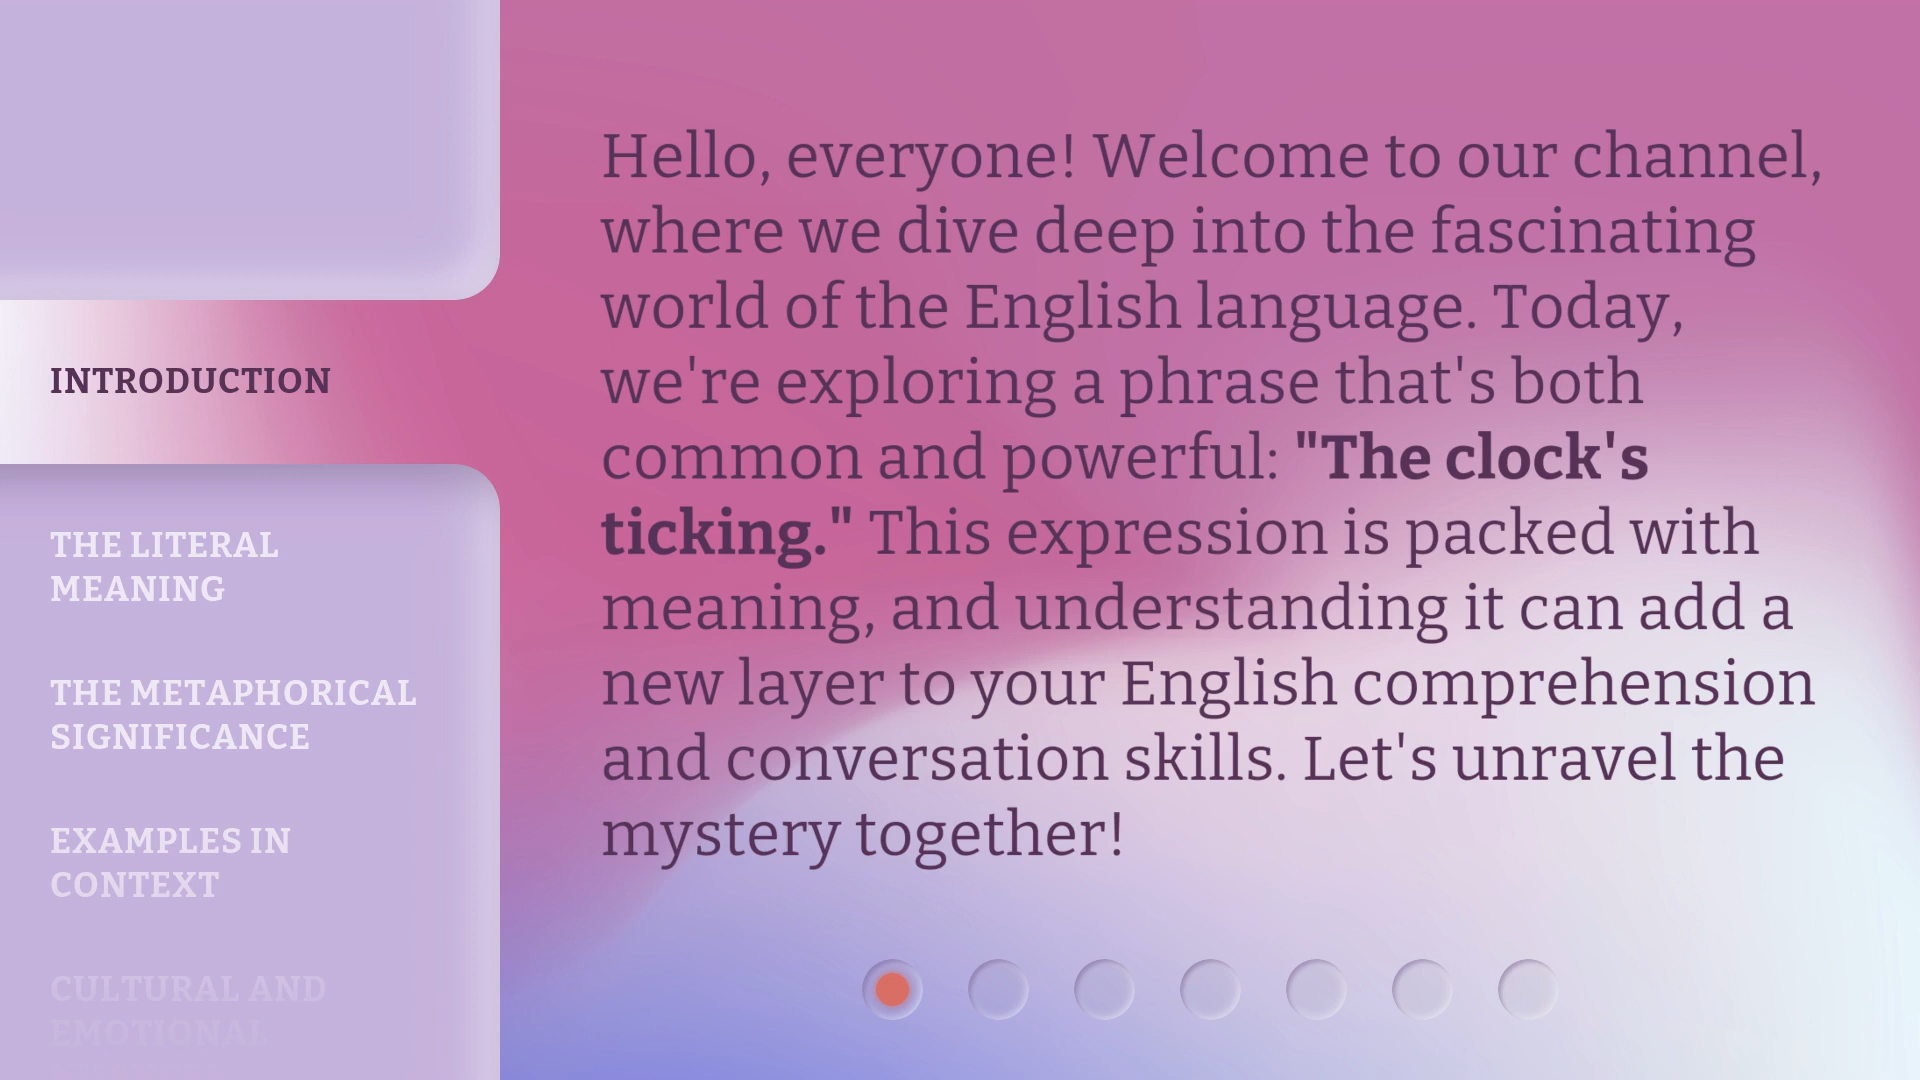 INTRODUCTION
THE LITERAL
MEANING
THE METAPHORICAL
SIGNIFICANCE
EXAMPLES IN
CONTEXT
CULTURAL AND
EMOTIONAL
Hello, everyone! Welcome to our channel,
where we dive deep into the fascinating
world of the English language. Today,
we're exploring a phrase that's both
common and powerful: "The clock's
ticking." This expression is packed with
meaning, and understanding it can add a
new layer to your English comprehension
and conversation skills. Let's unravel the
mystery together!